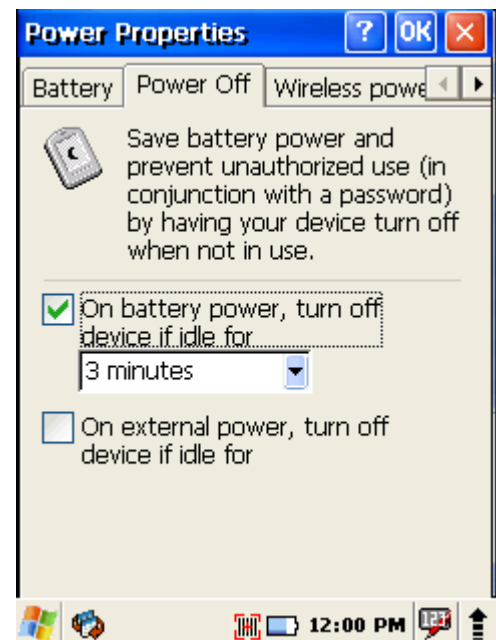 Power Properties ? OK
Battery Power Off Wireless powe
Save battery power and
prevent unauthorized use (in
conjunction with a password)
by having your device turn off
when not in use.
On battery power, turn off
device if idle for
3 minutes
On external power, turn off
device if idle for
12:00 PM 123